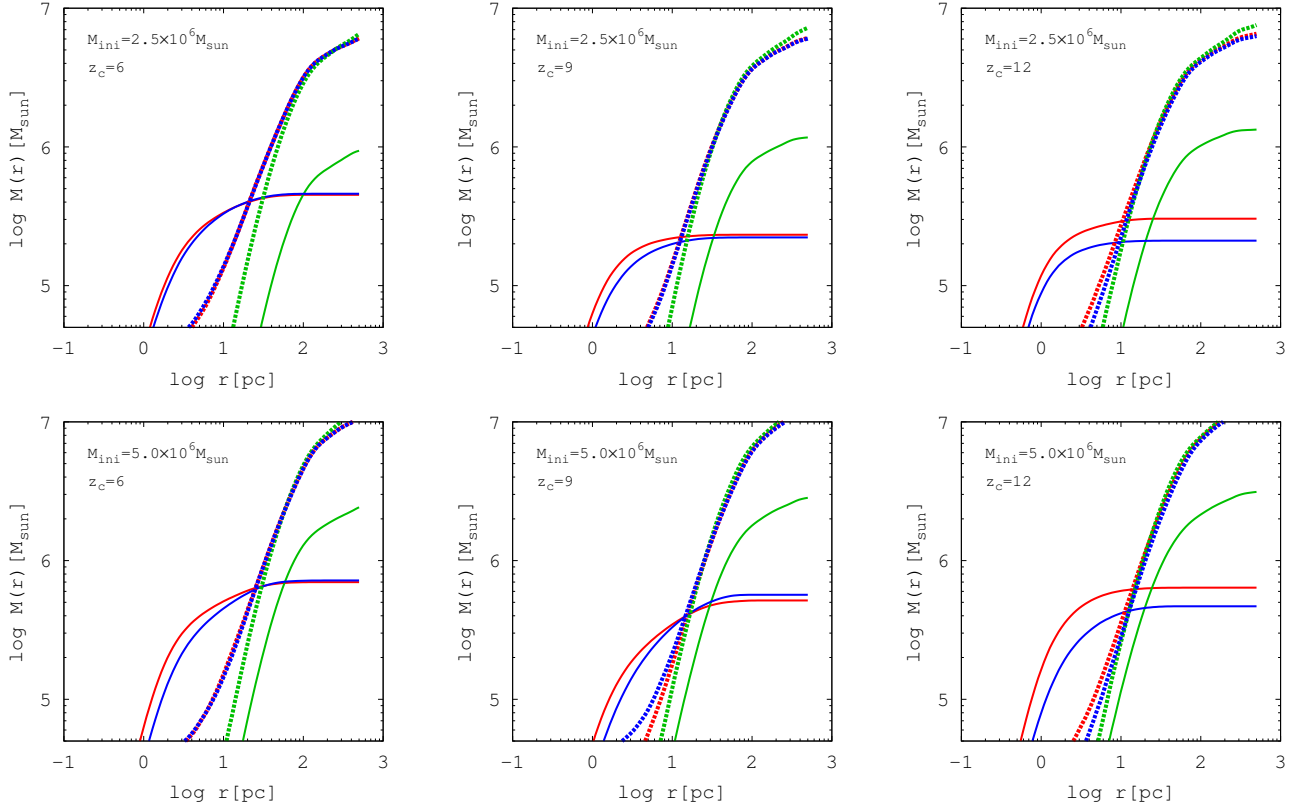 7
6
5
log M(r)[M_sun]
M_ini=2.5×10^6M_sun
z_c=6
-1 0 1 2 3
log r[pc]
7
6
5
log M(r)[M_sun]
M_ini=2.5×10^6M_sun
z_c=9
-1 0 1 2 3
log r[pc]
7
6
5
log M(r)[M_sun]
M_ini=2.5×10^6M_sun
z_c=12
-1 0 1 2 3
log r[pc]
7
6
5
log M(r)[M_sun]
M_ini=5.0×10^6M_sun
z_c=6
-1 0 1 2 3
log r[pc]
7
6
5
log M(r)[M_sun]
M_ini=5.0×10^6M_sun
z_c=9
-1 0 1 2 3
log r[pc]
7
6
5
log M(r)[M_sun]
M_ini=5.0×10^6M_sun
z_c=12
-1 0 1 2 3
log r[pc]